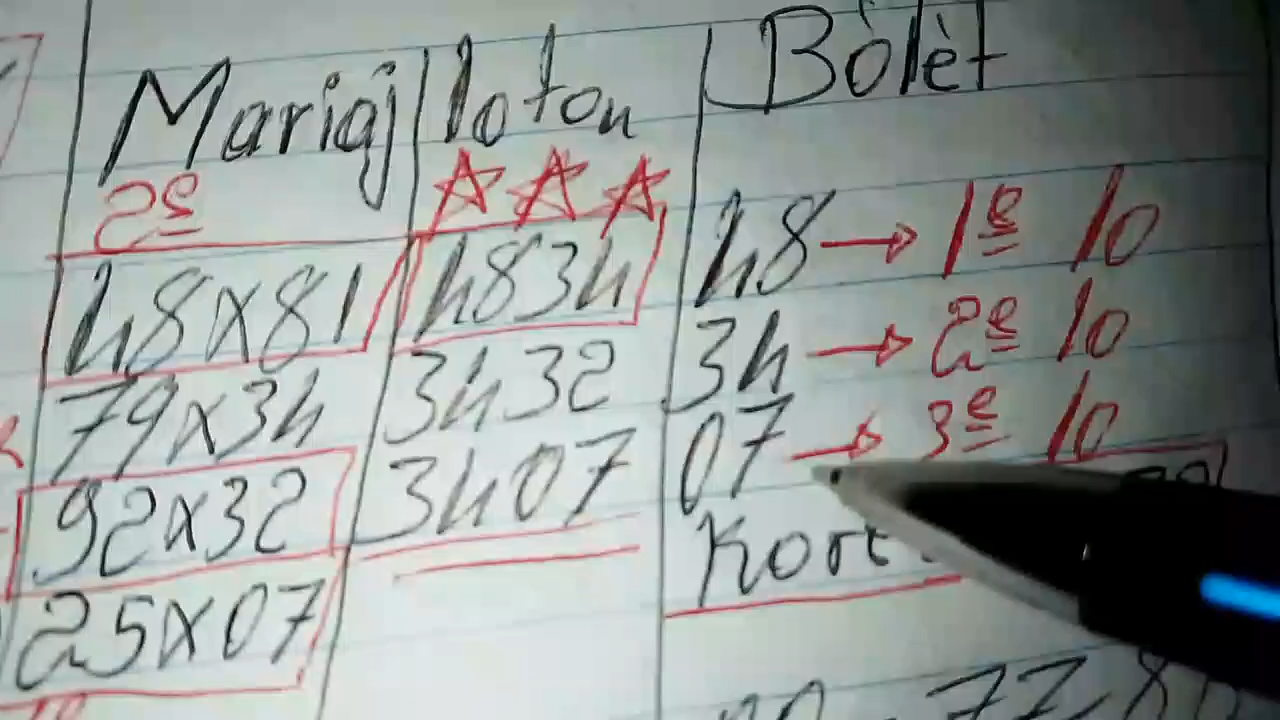 Mariaj
2e
48x81
79x34
92x32
25x07
loton
4834
3432
3407
Bòlèt
48 → 1e 10
34 → 2e 10
07 → 3e 10